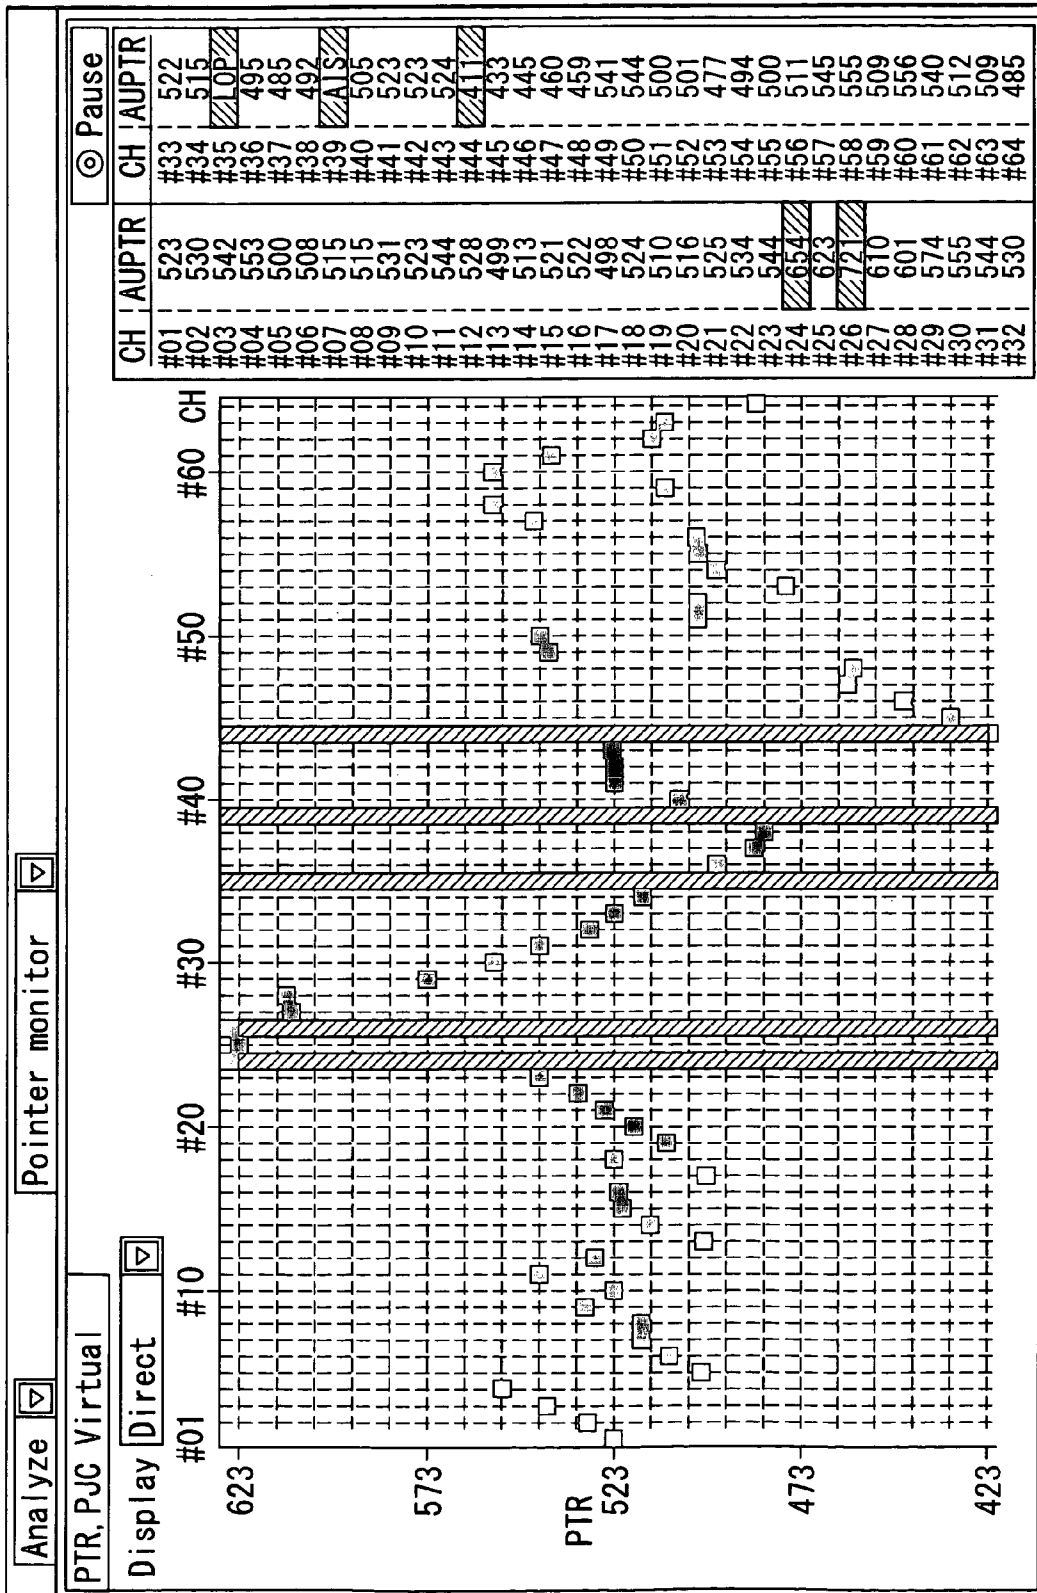 Analyze
Pointer monitor
PTR, PJC Virtual
Display Direct
Pause
#01 #10 #20 #30 #40 #50 #60 CH
623
573
PTR 523
473
423
CH AUPTR CH AUPTR
#01 523 #33 522
#02 530 #34 515
#03 542 #35 LOP
#04 553 #36 495
#05 500 #37 485
#06 508 #38 492
#07 515 #39 AIS
#08 515 #40 505
#09 531 #41 523
#10 523 #42 523
#11 544 #43 524
#12 528 #44 411
#13 499 #45 433
#14 513 #46 445
#15 521 #47 460
#16 522 #48 459
#17 498 #49 541
#18 524 #50 544
#19 510 #51 500
#20 516 #52 501
#21 525 #53 477
#22 534 #54 494
#23 544 #55 500
#24 654 #56 511
#25 623 #57 545
#26 721 #58 555
#27 610 #59 509
#28 601 #60 556
#29 574 #61 540
#30 555 #62 512
#31 544 #63 509
#32 530 #64 485